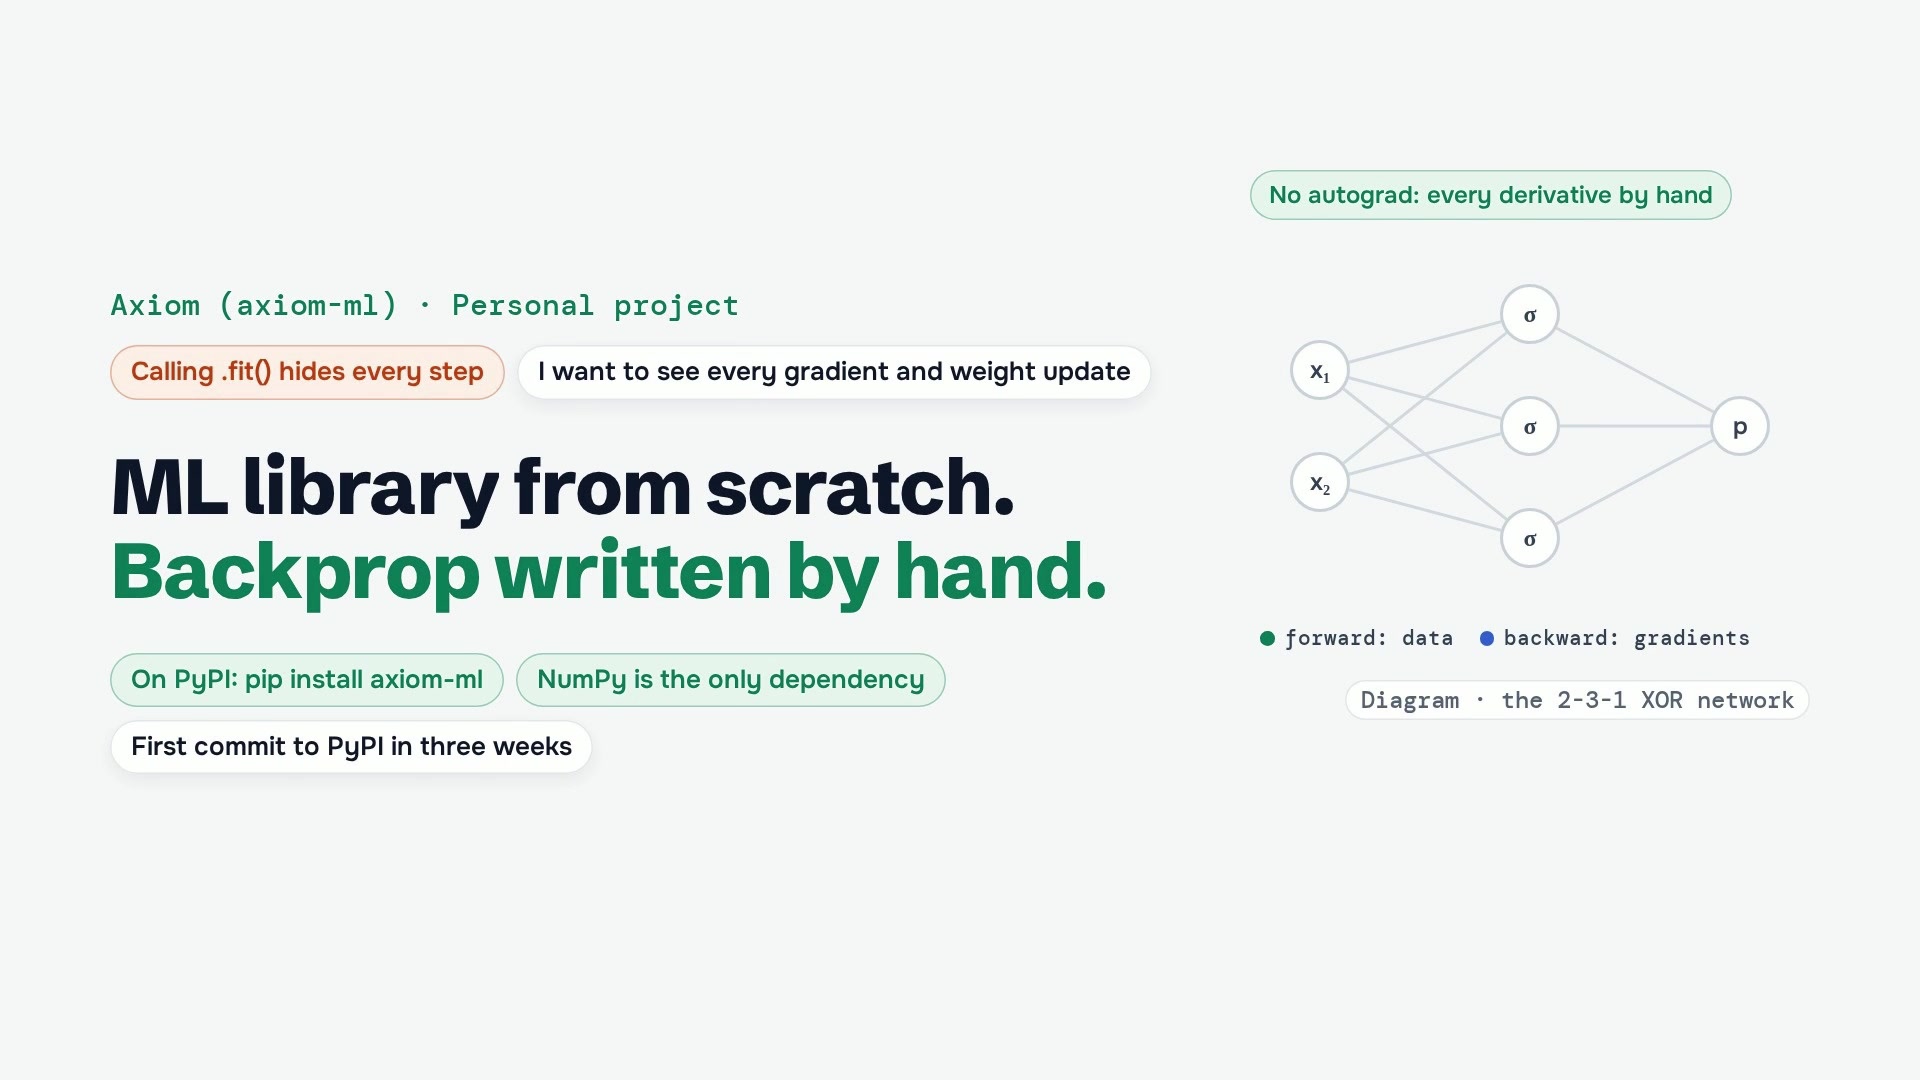 Axiom (axiom-ml) · Personal project
Calling .fit() hides every step
I want to see every gradient and weight update
ML library from scratch.
Backprop written by hand.
On PyPI: pip install axiom-ml
NumPy is the only dependency
First commit to PyPI in three weeks
No autograd: every derivative by hand
σ
x₁
σ
p
x₂
σ
forward: data
backward: gradients
Diagram · the 2-3-1 XOR network